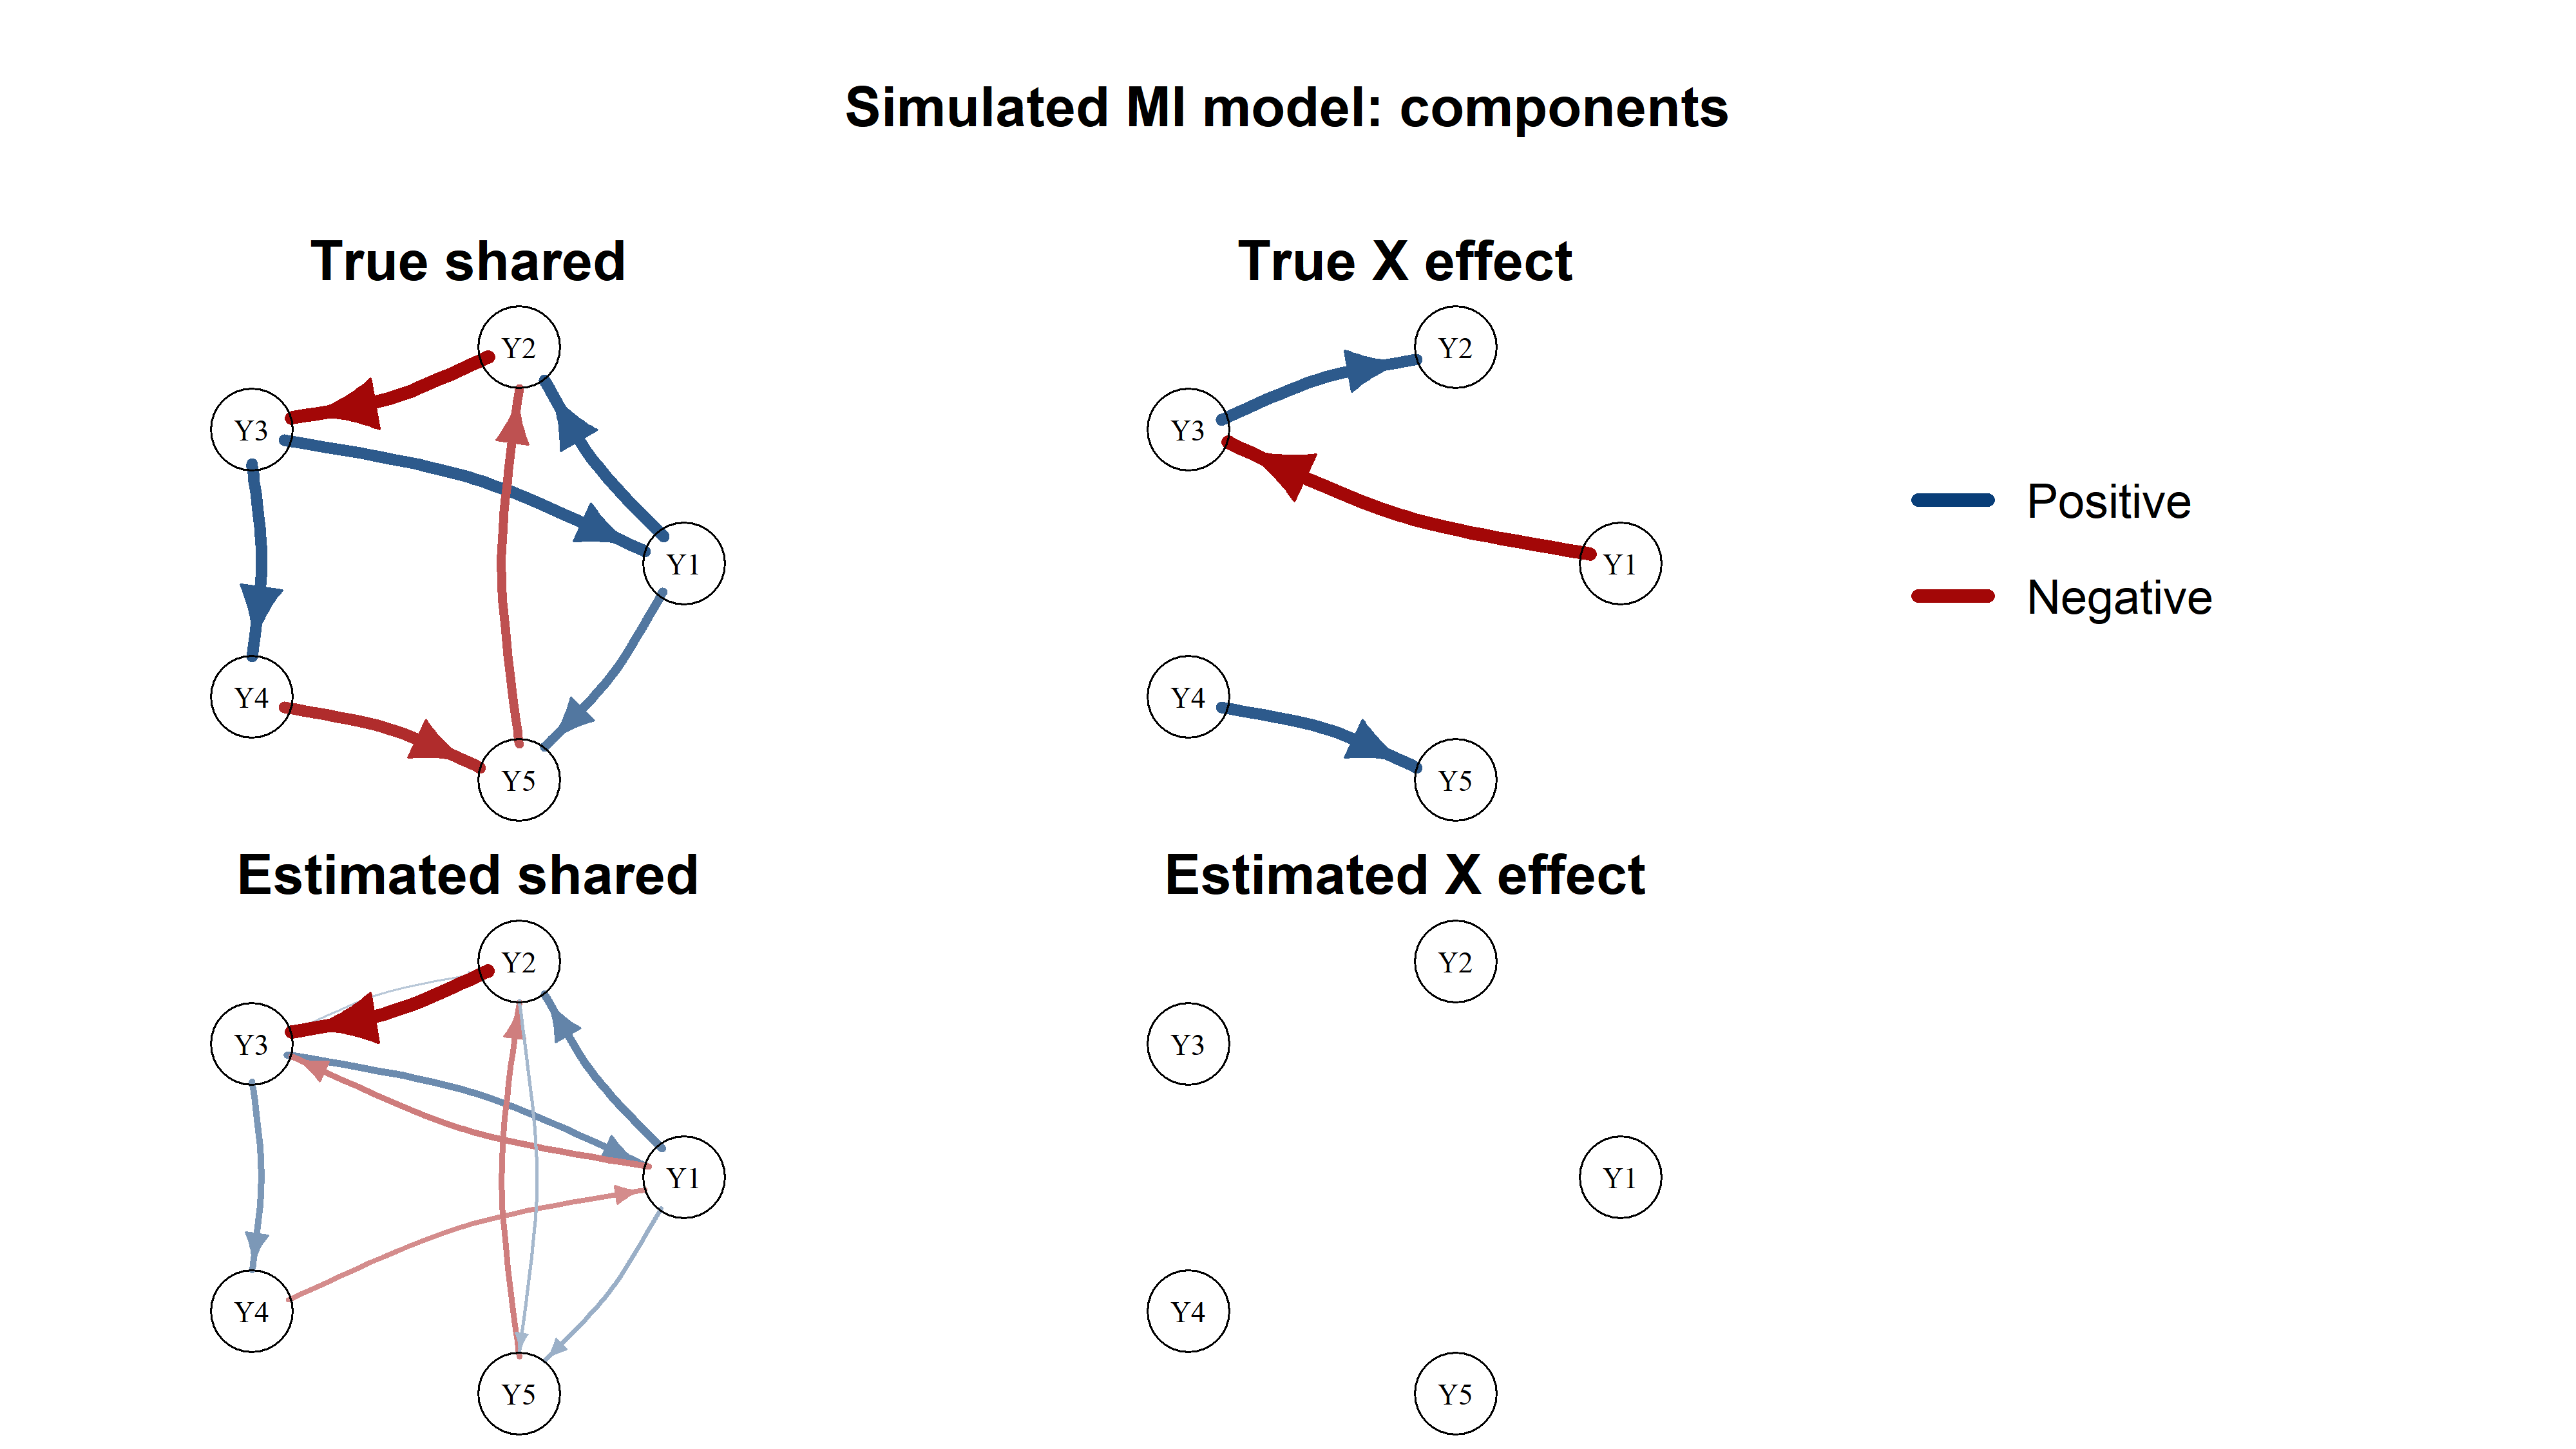 Simulated MI model: components
True shared
True X effect
Y2
Y3
Y1
Y4
Y5
Y2
Y3
Y1
Y4
Y5
Positive
Negative
Estimated shared
Estimated X effect
Y2
Y3
Y1
Y4
Y5
Y2
Y3
Y1
Y4
Y5